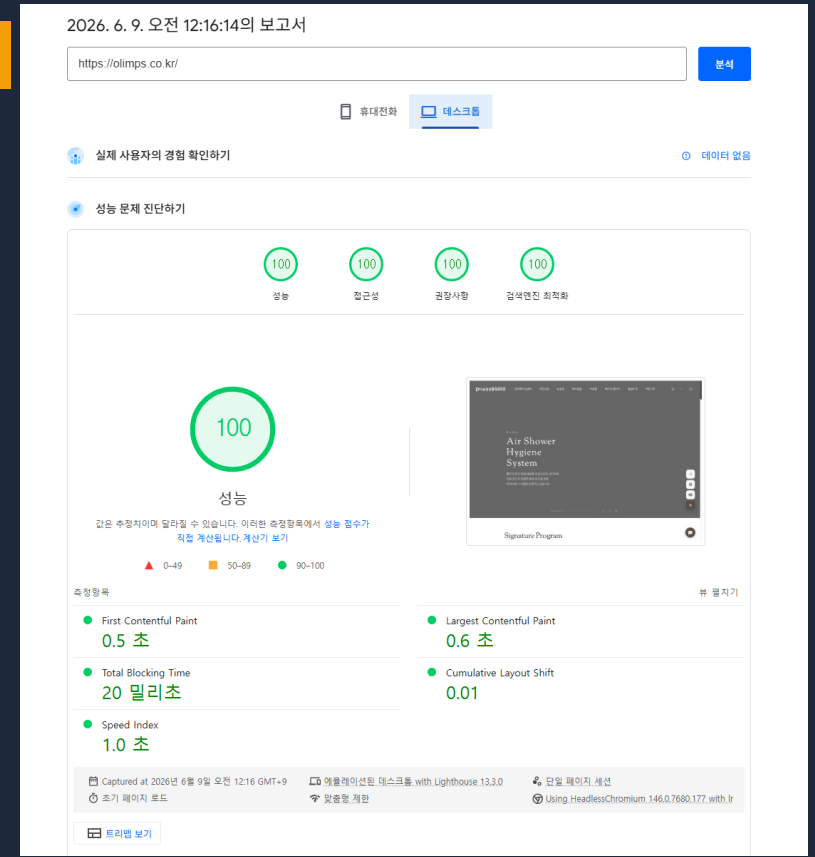 2026. 6. 9. 오전 12:16:14의 보고서
https://olimps.co.kr/
분석
휴대전화
데스크톱
실제 사용자의 경험 확인하기
데이터 없음
성능 문제 진단하기
100 100 100 100
성능 접근성 권장사항 검색엔진 최적화
100
성능
값은 추정치이며 달라질 수 있습니다. 이러한 측정항목에서 성능 점수가
직접 계산됩니다.계산기 보기
0–49 50–89 90–100
Air Shower
Hygiene
System
Signature Program
측정항목
뷰 펼치기
First Contentful Paint
0.5 초
Largest Contentful Paint
0.6 초
Total Blocking Time
20 밀리초
Cumulative Layout Shift
0.01
Speed Index
1.0 초
Captured at 2026년 6월 9일 오전 12:16 GMT+9
에뮬레이션된 데스크톱 with Lighthouse 13.3.0
단일 페이지 세션
초기 페이지 로드
맞춤형 제한
Using HeadlessChromium 146.0.7680.177 with lr
트리맵 보기